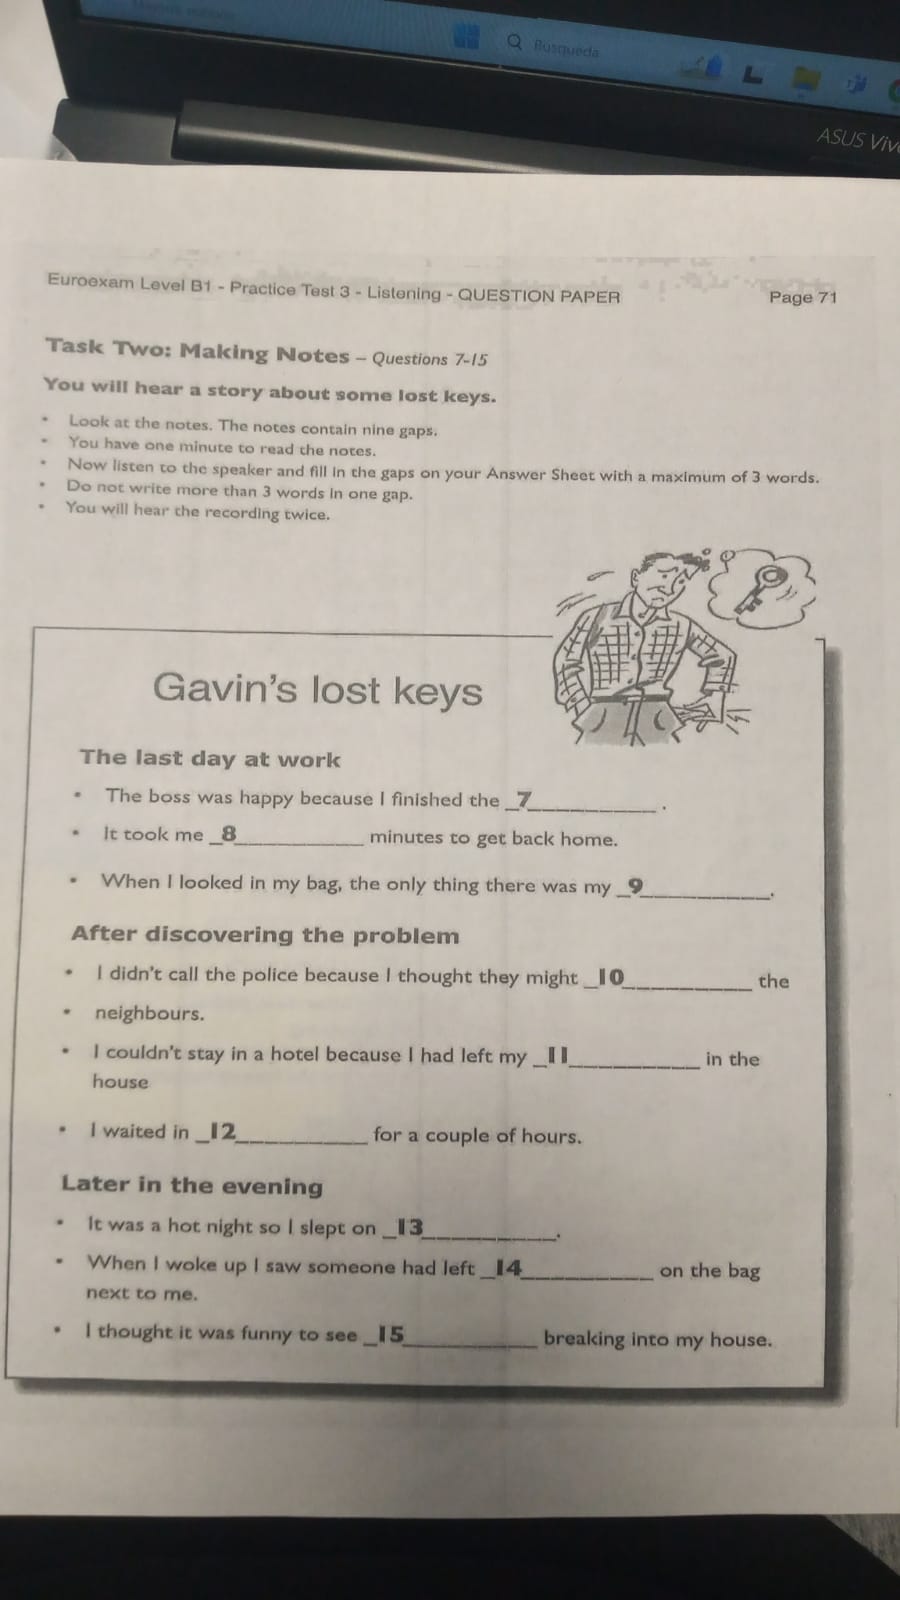 Búsqueda
ASUS Viv
Euroexam Level B1 - Practice Test 3 - Listening - QUESTION PAPER
Page 71
Task Two: Making Notes – Questions 7-15
You will hear a story about some lost keys.
• Look at the notes. The notes contain nine gaps.
• You have one minute to read the notes.
• Now listen to the speaker and fill in the gaps on your Answer Sheet with a maximum of 3 words.
• Do not write more than 3 words in one gap.
• You will hear the recording twice.
Gavin's lost keys
The last day at work
• The boss was happy because I finished the _7___________ .
• It took me _8___________ minutes to get back home.
• When I looked in my bag, the only thing there was my _9___________.
After discovering the problem
• I didn't call the police because I thought they might _10___________ the
• neighbours.
• I couldn't stay in a hotel because I had left my _11___________ in the
house
• I waited in _12___________ for a couple of hours.
Later in the evening
• It was a hot night so I slept on _13___________.
• When I woke up I saw someone had left _14___________ on the bag
next to me.
• I thought it was funny to see _15___________ breaking into my house.